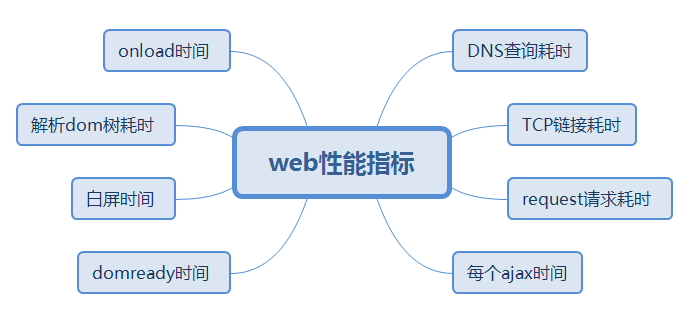 onload时间
DNS查询耗时
解析dom树耗时
TCP链接耗时
web性能指标
白屏时间
request请求耗时
domready时间
每个ajax时间